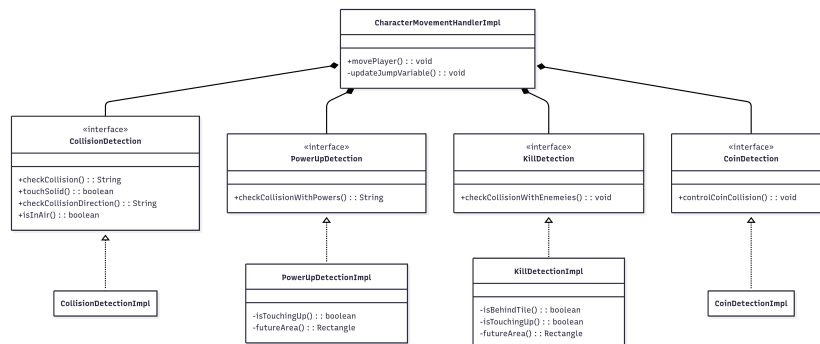 CharacterMovementHandlerImpl
+movePlayer() : : void
-updateJumpVariable() : : void
«interface»
CollisionDetection
+checkCollision() : : String
+touchSolid() : : boolean
+checkCollisionDirection() : : String
+isInAir() : : boolean
«interface»
PowerUpDetection
+checkCollisionWithPowers() : : String
«interface»
KillDetection
+checkCollisionWithEnemeies() : : void
«interface»
CoinDetection
+controlCoinCollision() : : void
CollisionDetectionImpl
PowerUpDetectionImpl
-isTouchingUp() : : boolean
-futureArea() : : Rectangle
KillDetectionImpl
-isBehindTile() : : boolean
-isTouchingUp() : : boolean
-futureArea() : : Rectangle
CoinDetectionImpl